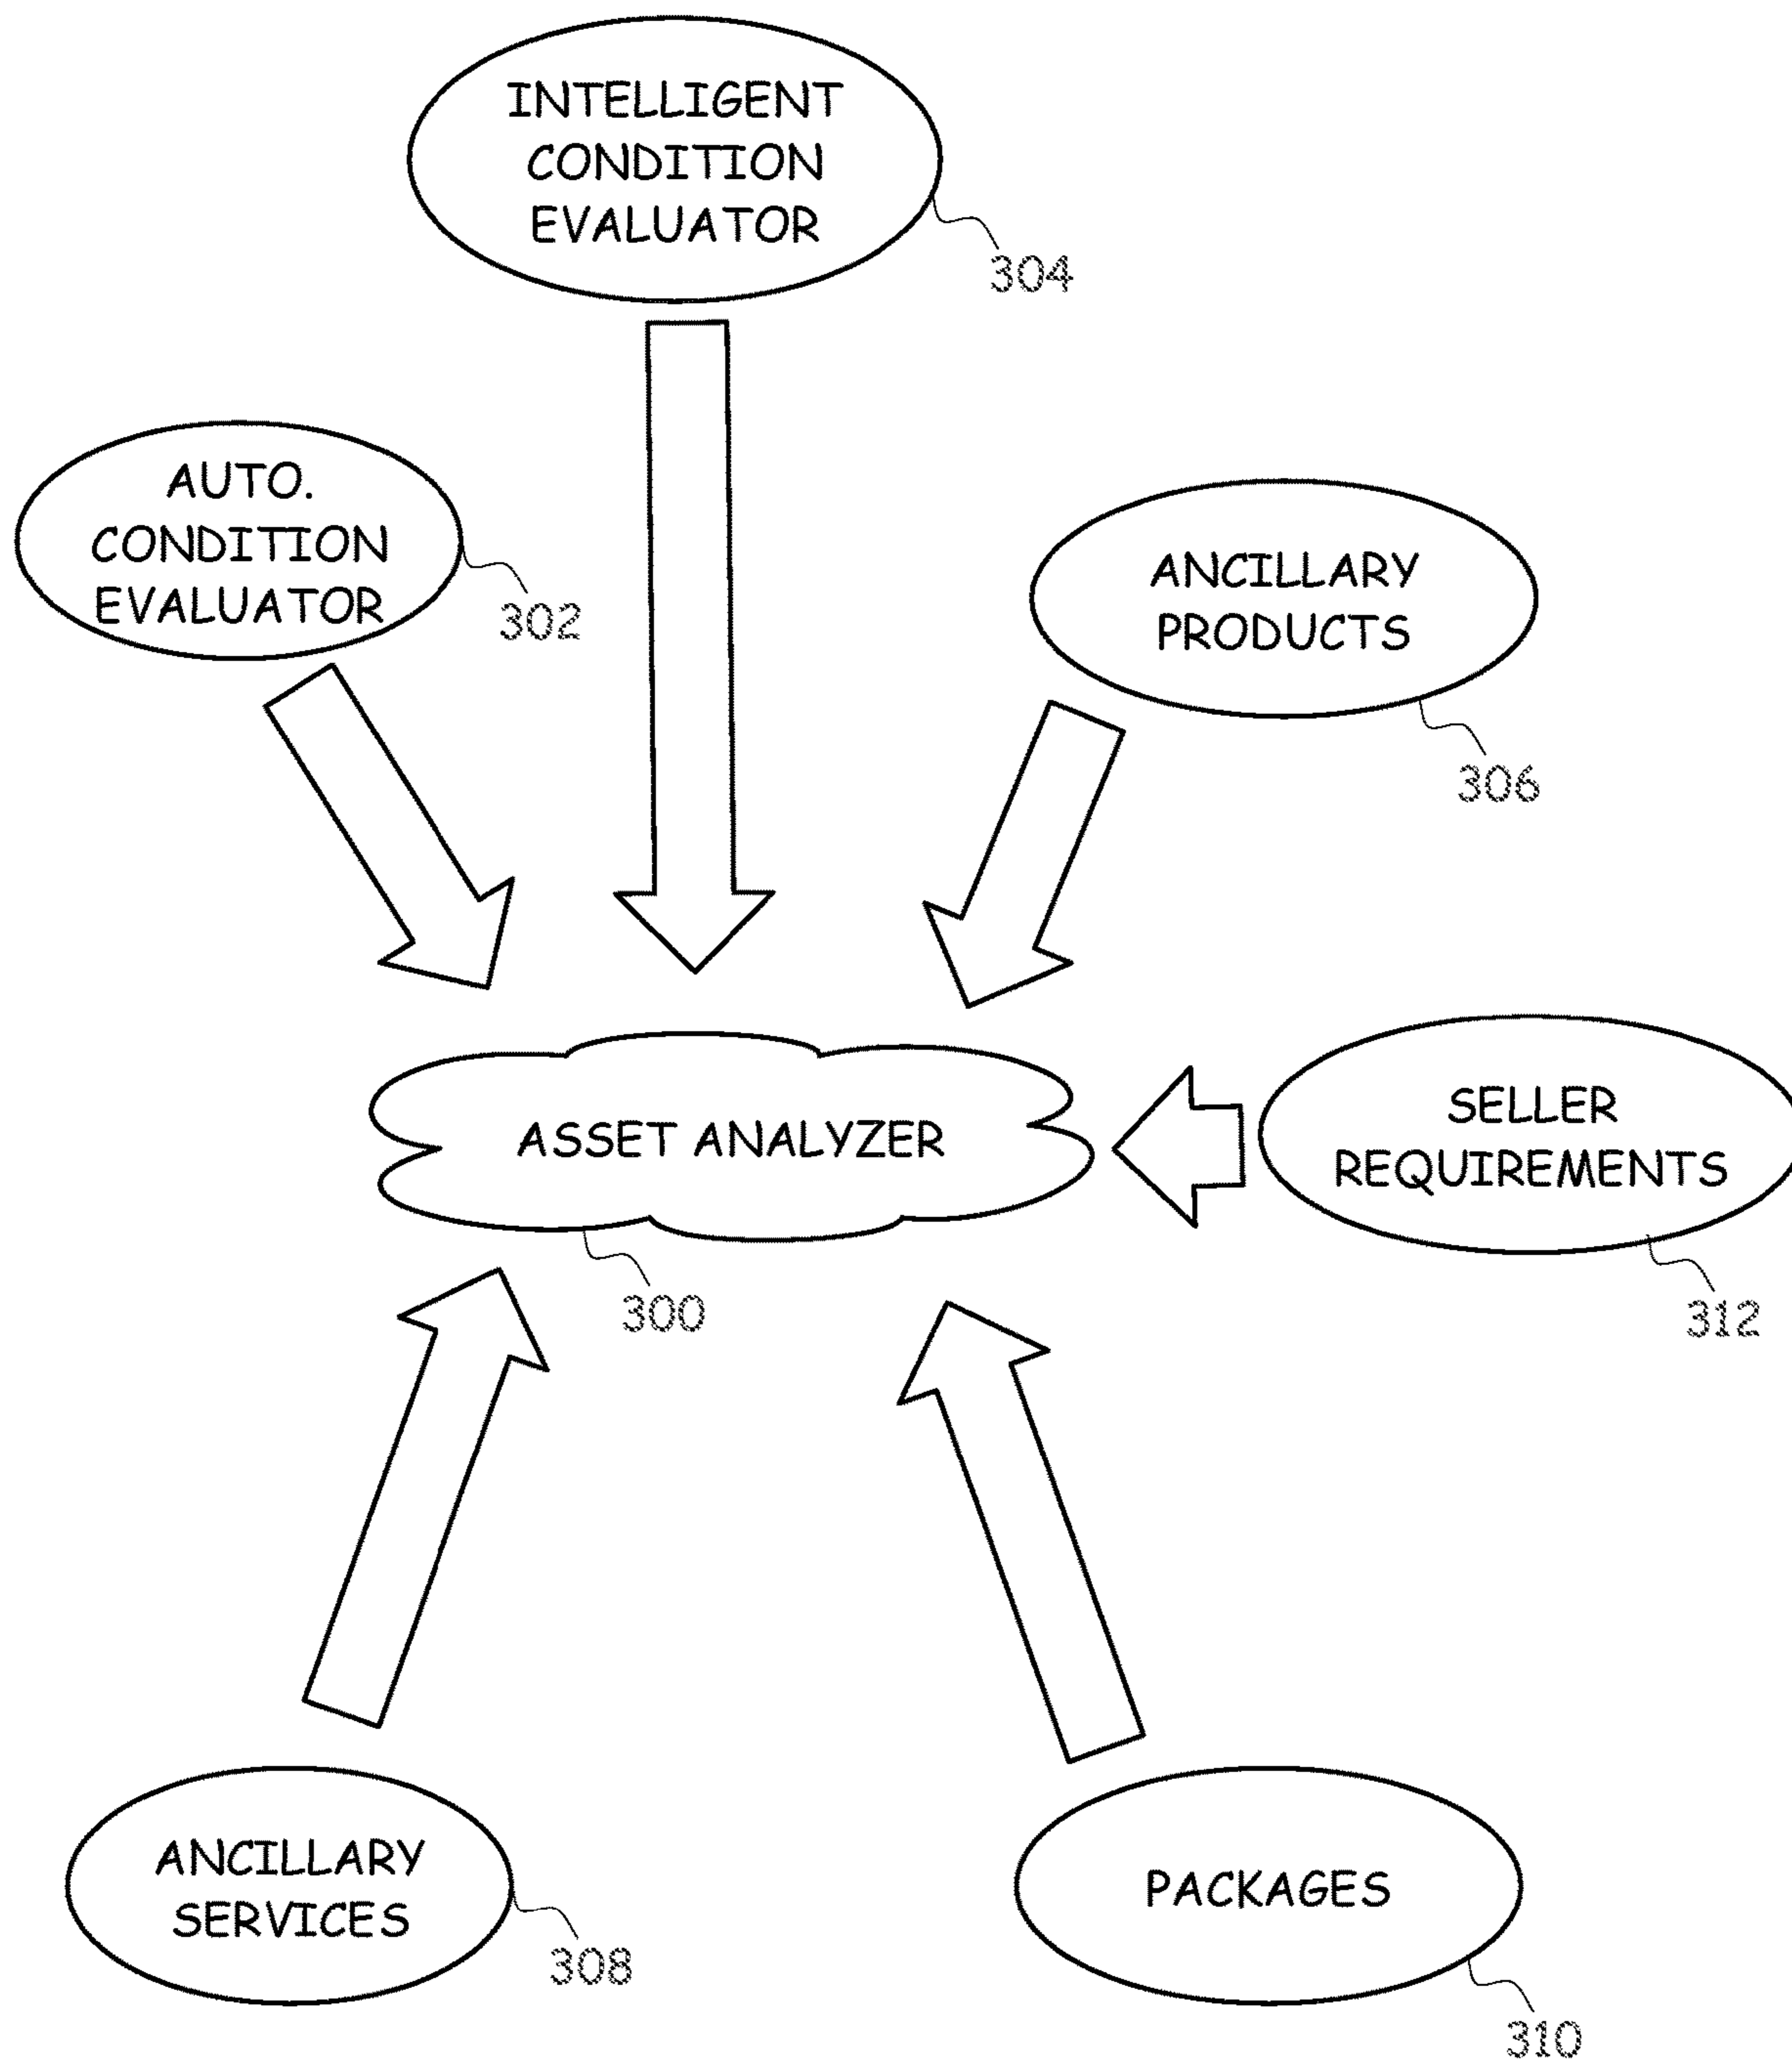 INTELLIGENT
CONDITION
EVALUATOR
304
AUTO.
CONDITION
EVALUATOR
302
ANCILLARY
PRODUCTS
306
ASSET ANALYZER
300
SELLER
REQUIREMENTS
312
ANCILLARY
SERVICES
308
PACKAGES
310